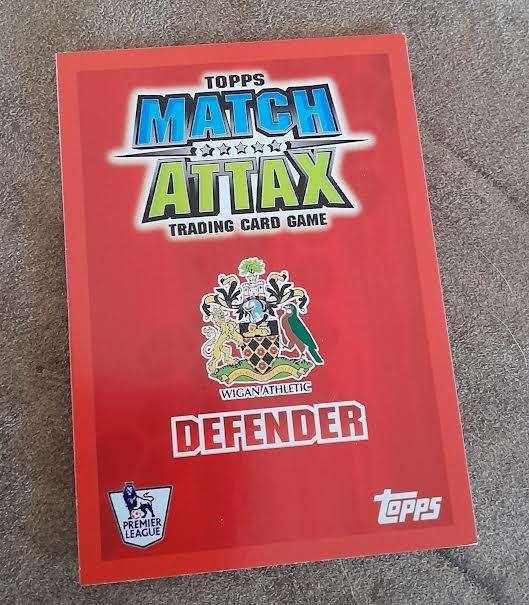 TOPPS
MATCH
ATTAX
TRADING CARD GAME
WIGAN ATHLETIC
DEFENDER
PREMIER
LEAGUE
Topps